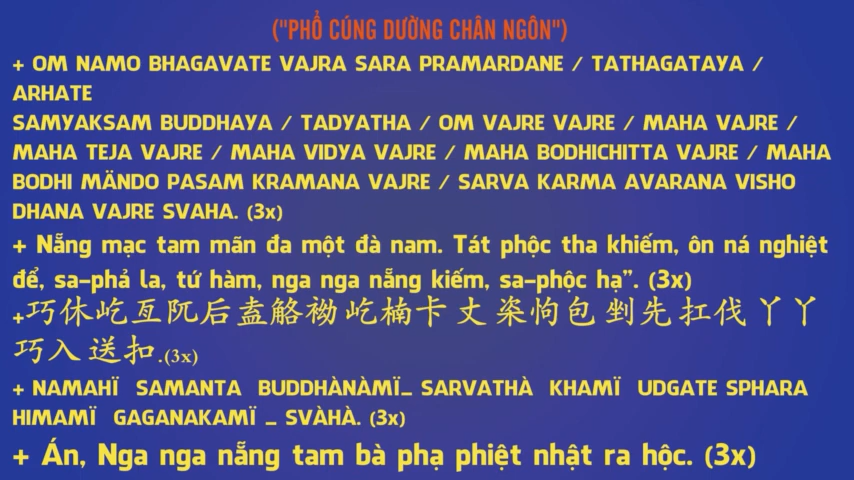 ("PHỔ CÚNG DƯỜNG CHÂN NGÔN")
+ OM NAMO BHAGAVATE VAJRA SARA PRAMARDANE / TATHAGATAYA /
ARHATE
SAMYAKSAM BUDDHAYA / TADYATHA / OM VAJRE VAJRE / MAHA VAJRE /
MAHA TEJA VAJRE / MAHA VIDYA VAJRE / MAHA BODHICHITTA VAJRE / MAHA
BODHI MÄNDO PASAM KRAMANA VAJRE / SARVA KARMA AVARANA VISHO
DHANA VAJRE SVAHA. (3x)
+ Nẵng mạc tam mãn đa một đà nam. Tát phộc tha khiếm, ôn ná nghiệt
để, sa-phả la, tứ hàm, nga nga nẵng kiếm, sa-phộc hạ”. (3x)
+巧休屹亙阬后盍觡袎屹楠卡丈桼怐包剉先扛伐丫丫
巧入送扣.(3x)
+ NAMAHÏ SAMANTA BUDDHÀNÀMÏ_ SARVATHÀ KHAMÏ UDGATE SPHARA
HIMAMÏ GAGANAKAMÏ _ SVÀHÀ. (3x)
+ Án, Nga nga nẵng tam bà phạ phiệt nhật ra hộc. (3x)